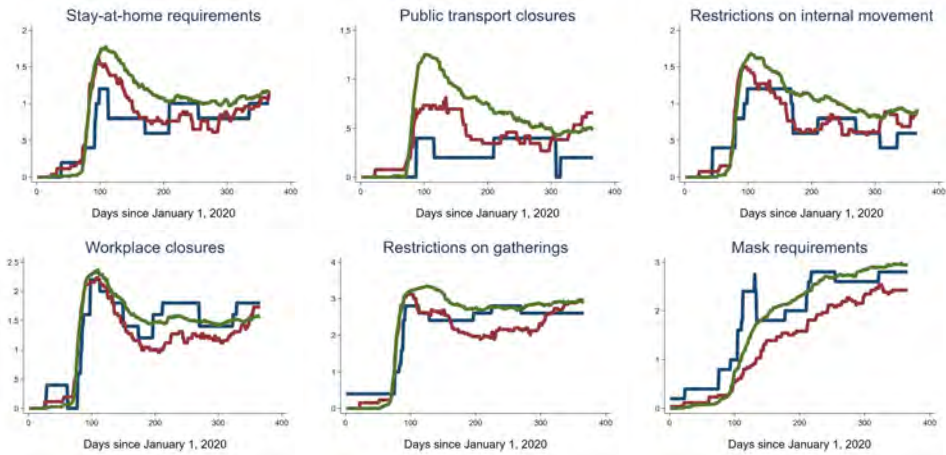 Stay-at-home requirements
2
1.5
1
.5
0
0 100 200 300 400
Days since January 1, 2020
Public transport closures
1.5
1
.5
0
0 100 200 300 400
Days since January 1, 2020
Restrictions on internal movement
2
1.5
1
.5
0
0 100 200 300 400
Days since January 1, 2020
Workplace closures
2.5
2
1.5
1
.5
0
0 100 200 300 400
Days since January 1, 2020
Restrictions on gatherings
4
3
2
1
0
0 100 200 300 400
Days since January 1, 2020
Mask requirements
3
2
1
0
0 100 200 300 400
Days since January 1, 2020